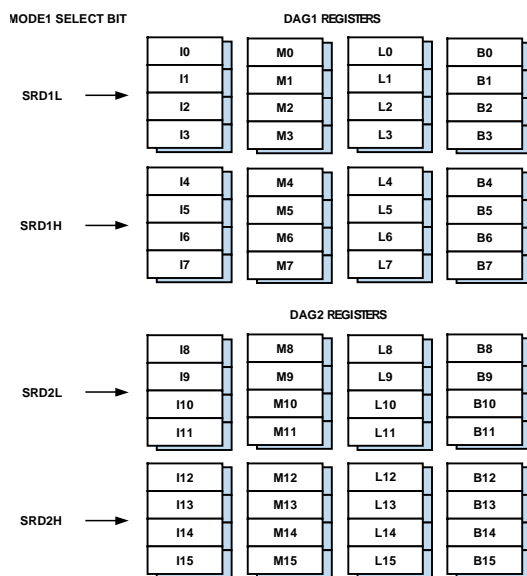 MODE1 SELECT BIT DAG1 REGISTERS
I0 M0 L0 B0
I1 M1 L1 B1
SRD1L
I2 M2 L2 B2
I3 M3 L3 B3
I4 M4 L4 B4
I5 M5 L5 B5
SRD1H
I6 M6 L6 B6
I7 M7 L7 B7
DAG2 REGISTERS
I8 M8 L8 B8
I9 M9 L9 B9
SRD2L
I10 M10 L10 B10
I11 M11 L11 B11
I12 M12 L12 B12
I13 M13 L13 B13
SRD2H
I14 M14 L14 B14
I15 M15 L15 B15